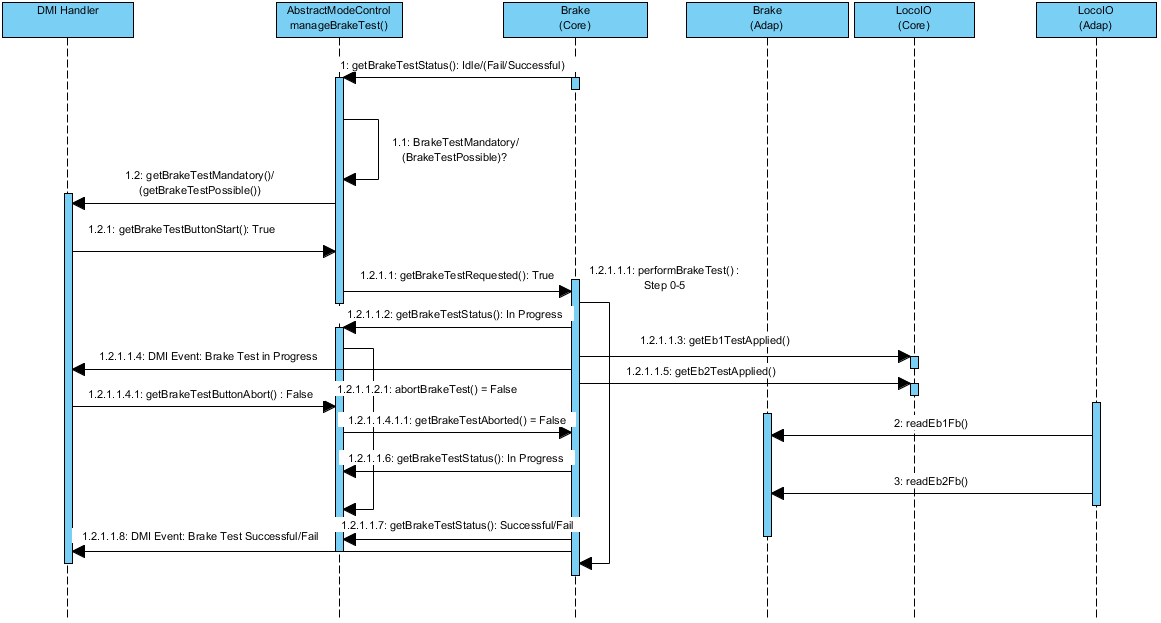 DMI Handler
AbstractModeControl
manageBrakeTest()
Brake
(Core)
Brake
(Adap)
LocoIO
(Core)
LocoIO
(Adap)
1: getBrakeTestStatus(): Idle/(Fail/Successful)
1.1: BrakeTestMandatory/
(BrakeTestPossible)?
1.2: getBrakeTestMandatory()/
(getBrakeTestPossible())
1.2.1: getBrakeTestButtonStart(): True
1.2.1.1: getBrakeTestRequested(): True
1.2.1.1.1: performBrakeTest() :
Step 0-5
1.2.1.1.2: getBrakeTestStatus(): In Progress
1.2.1.1.3: getEb1TestApplied()
1.2.1.1.4: DMI Event: Brake Test in Progress
1.2.1.1.5: getEb2TestApplied()
1.2.1.1.2.1: abortBrakeTest() = False
1.2.1.1.4.1: getBrakeTestButtonAbort() : False
1.2.1.1.4.1.1: getBrakeTestAborted() = False
2: readEb1Fb()
1.2.1.1.6: getBrakeTestStatus(): In Progress
3: readEb2Fb()
1.2.1.1.7: getBrakeTestStatus(): Successful/Fail
1.2.1.1.8: DMI Event: Brake Test Successful/Fail